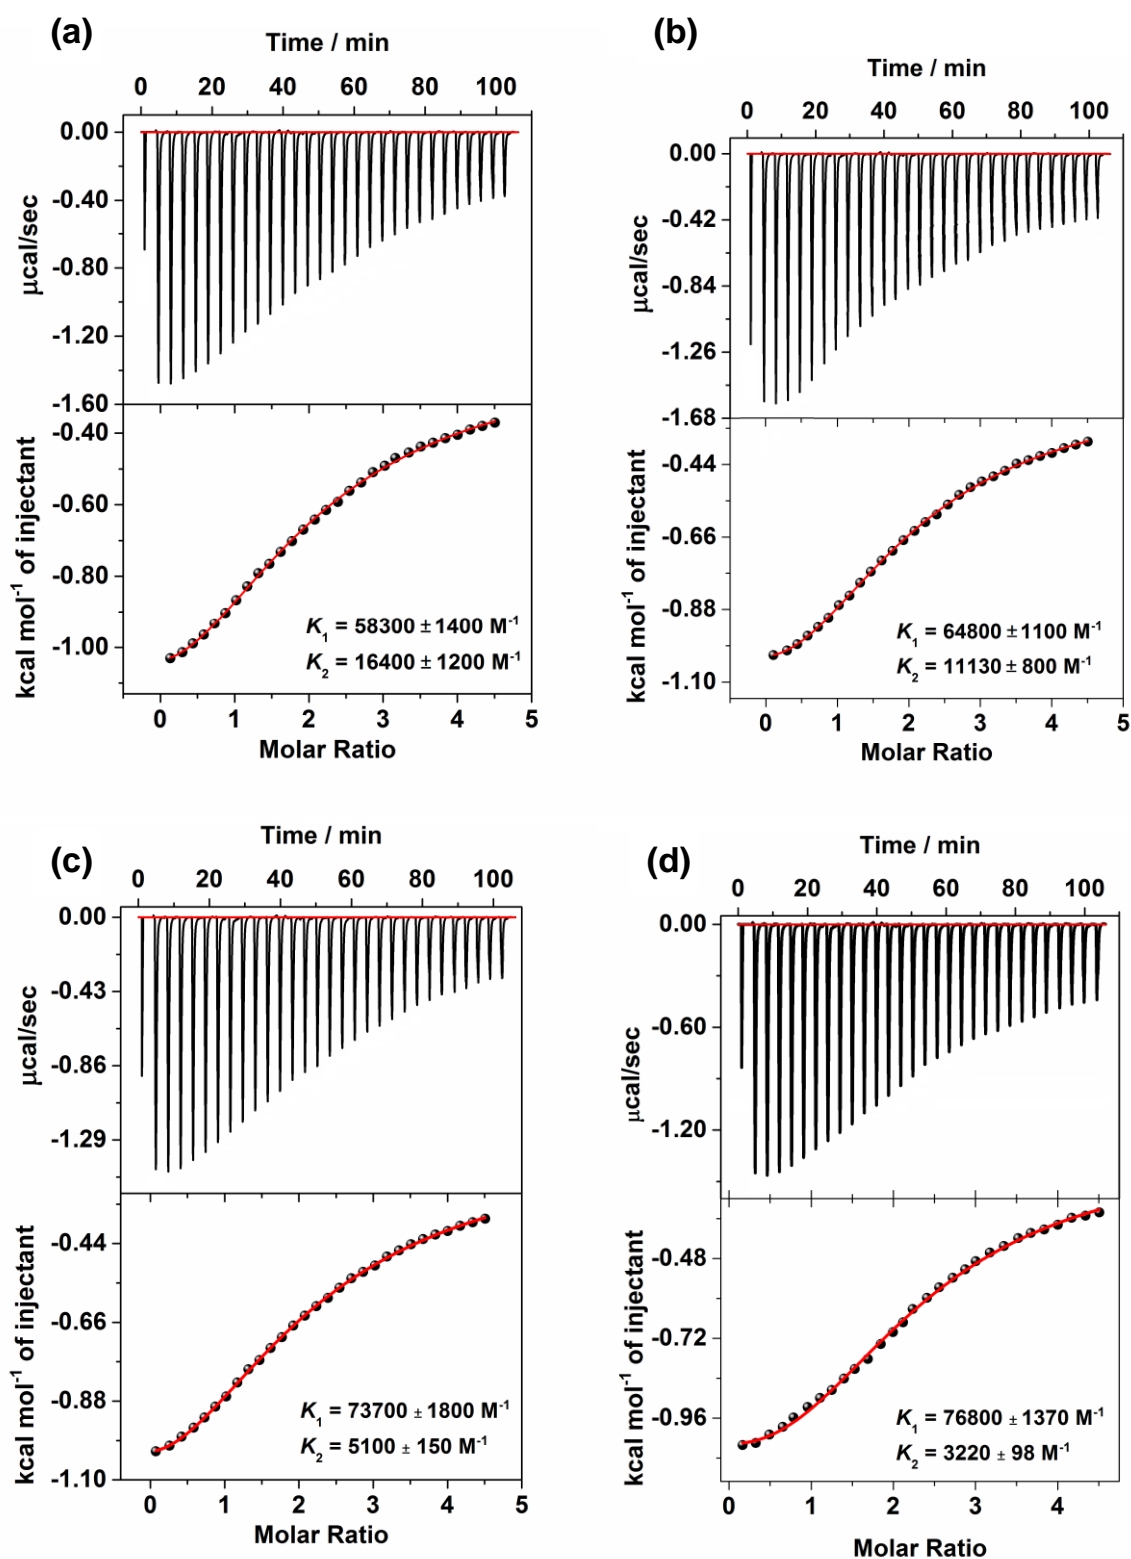 (a)
Time / min
0 20 40 60 80 100
0.00
-0.40
-0.80
-1.20
-1.60
μcal/sec
-0.40
-0.60
-0.80
-1.00
kcal mol⁻¹ of injectant
K₁ = 58300 ± 1400 M⁻¹
K₂ = 16400 ± 1200 M⁻¹
0 1 2 3 4 5
Molar Ratio
(b)
Time / min
0 20 40 60 80 100
0.00
-0.42
-0.84
-1.26
-1.68
μcal/sec
-0.44
-0.66
-0.88
-1.10
kcal mol⁻¹ of injectant
K₁ = 64800 ± 1100 M⁻¹
K₂ = 11130 ± 800 M⁻¹
0 1 2 3 4 5
Molar Ratio
(c)
Time / min
0 20 40 60 80 100
0.00
-0.43
-0.86
-1.29
μcal/sec
-0.44
-0.66
-0.88
-1.10
kcal mol⁻¹ of injectant
K₁ = 73700 ± 1800 M⁻¹
K₂ = 5100 ± 150 M⁻¹
0 1 2 3 4 5
Molar Ratio
(d)
Time / min
0 20 40 60 80 100
0.00
-0.60
-1.20
μcal/sec
-0.48
-0.72
-0.96
kcal mol⁻¹ of injectant
K₁ = 76800 ± 1370 M⁻¹
K₂ = 3220 ± 98 M⁻¹
0 1 2 3 4
Molar Ratio